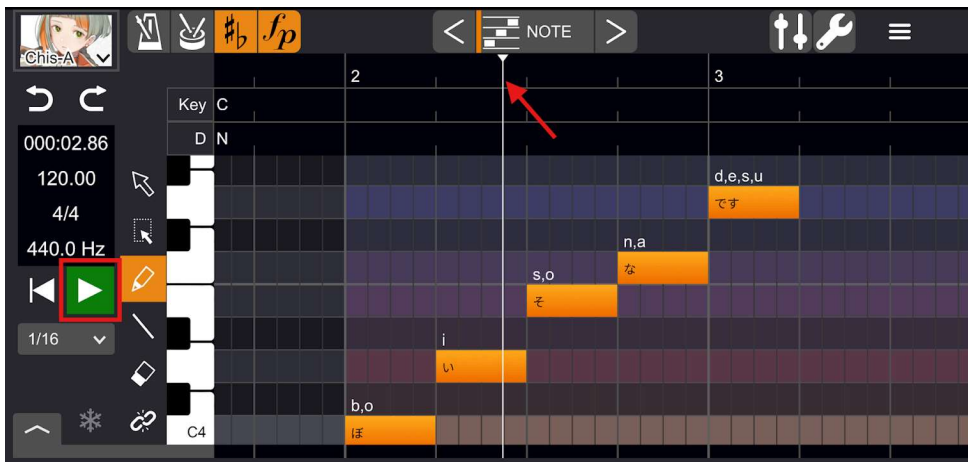 Chis-A
NOTE
2 3
Key C
D N
000:02.86
120.00
4/4
440.0 Hz
1/16
C4
d,e,s,u
です
n,a
な
s,o
そ
i
い
b,o
ぼ